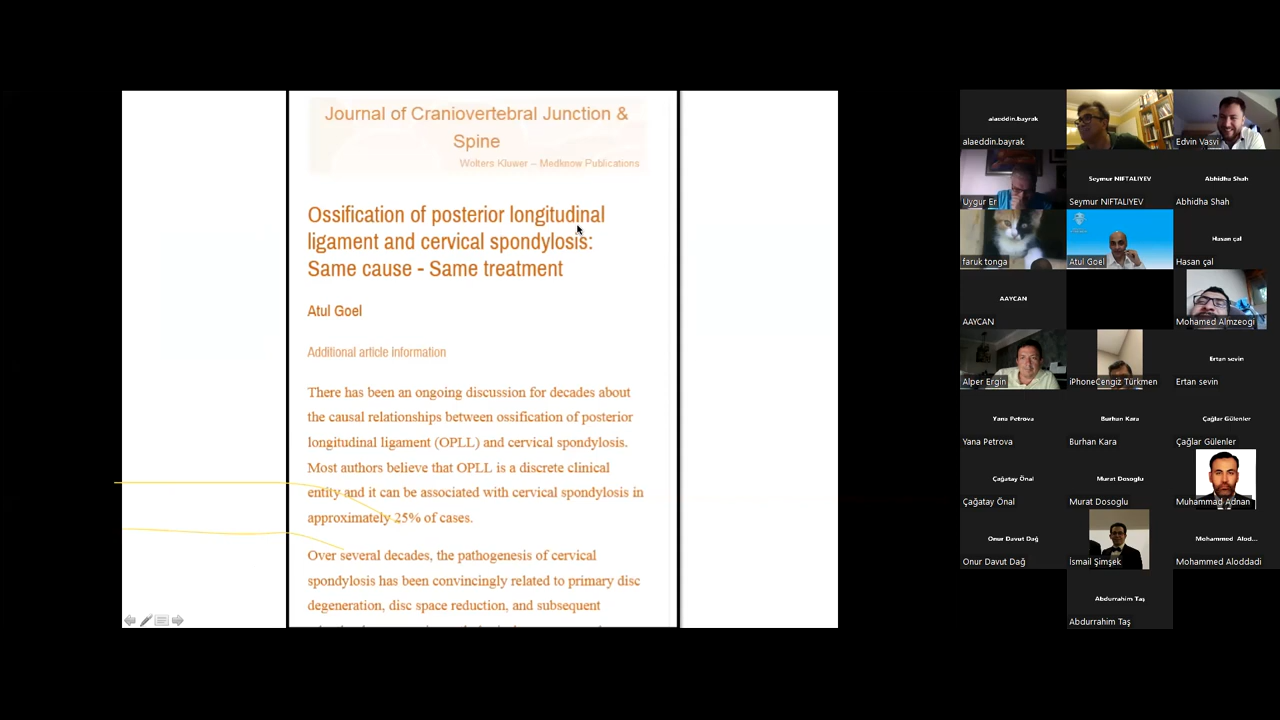 Journal of Craniovertebral Junction &
Spine
Wolters Kluwer – Medknow Publications
Ossification of posterior longitudinal
ligament and cervical spondylosis:
Same cause - Same treatment
Atul Goel
Additional article information
There has been an ongoing discussion for decades about
the causal relationships between ossification of posterior
longitudinal ligament (OPLL) and cervical spondylosis.
Most authors believe that OPLL is a discrete clinical
entity and it can be associated with cervical spondylosis in
approximately 25% of cases.
Over several decades, the pathogenesis of cervical
spondylosis has been convincingly related to primary disc
degeneration, disc space reduction, and subsequent
alaeddin.bayrak
alaeddin.bayrak
Edvin Vasvi
Uygur Er
Seymur NIFTALIYEV
Seymur NIFTALIYEV
Abhidha Shah
Abhidha Shah
faruk tonga
Atul Goel
Hasan çal
Hasan çal
AAYCAN
AAYCAN
Mohamed Almzeogi
Alper Ergin
iPhoneCengiz Türkmen
Ertan sevin
Ertan sevin
Yana Petrova
Yana Petrova
Burhan Kara
Burhan Kara
Çağlar Gülenler
Çağlar Gülenler
Çağatay Önal
Çağatay Önal
Murat Dosoglu
Murat Dosoglu
Muhammad Adnan
Onur Davut Dağ
Onur Davut Dağ
İsmail Şimşek
Mohammed Alod...
Mohammed Aloddadi
Abdurrahim Taş
Abdurrahim Taş